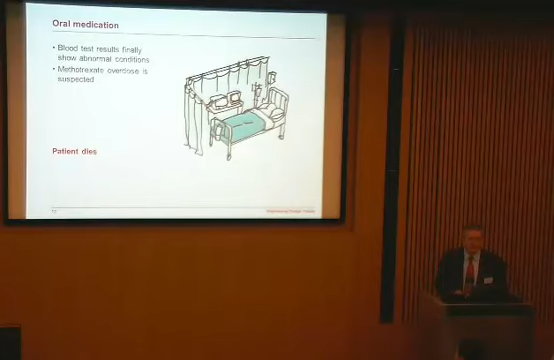 Oral medication
• Blood test results finally
show abnormal conditions
• Methotrexate overdose is
suspected
Patient dies